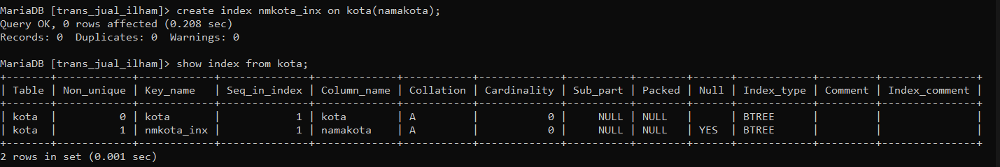 MariaDB [trans_jual_ilham]> create index nmkota_inx on kota(namakota);
Query OK, 0 rows affected (0.208 sec)
Records: 0  Duplicates: 0  Warnings: 0

MariaDB [trans_jual_ilham]> show index from kota;
+-------+------------+------------+--------------+-------------+-----------+-------------+----------+--------+------+------------+---------+---------------+
| Table | Non_unique | Key_name   | Seq_in_index | Column_name | Collation | Cardinality | Sub_part | Packed | Null | Index_type | Comment | Index_comment |
+-------+------------+------------+--------------+-------------+-----------+-------------+----------+--------+------+------------+---------+---------------+
| kota  |          0 | kota       |            1 | kota        | A         |           0 |     NULL | NULL   |      | BTREE      |         |               |
| kota  |          1 | nmkota_inx |            1 | namakota    | A         |           0 |     NULL | NULL   | YES  | BTREE      |         |               |
+-------+------------+------------+--------------+-------------+-----------+-------------+----------+--------+------+------------+---------+---------------+
2 rows in set (0.001 sec)